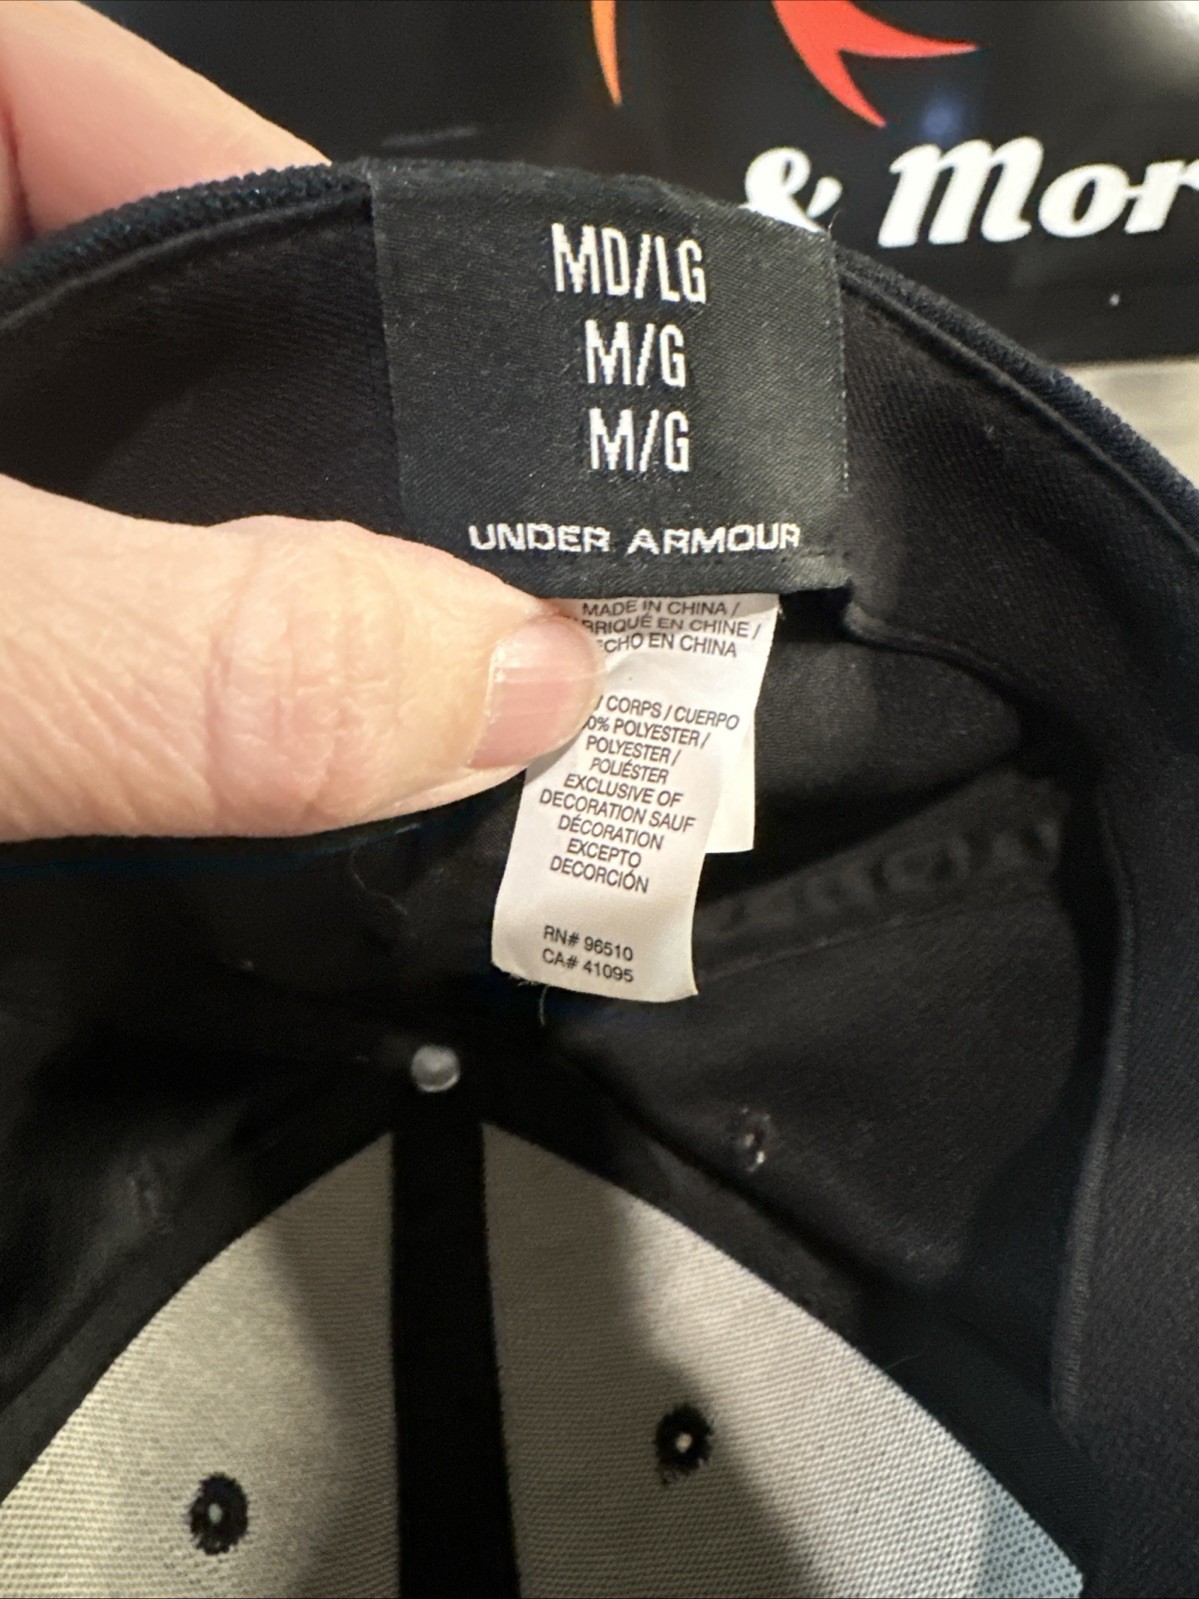 & Mor
MD/LG
M/G
M/G
UNDER ARMOUR
MADE IN CHINA /
BRIQUÉ EN CHINE /
ECHO EN CHINA
/ CORPS / CUERPO
0% POLYESTER /
POLYESTER /
POLIÉSTER
EXCLUSIVE OF
DECORATION SAUF
DÉCORATION
EXCEPTO
DECORCIÓN
RN# 96510
CA# 41095